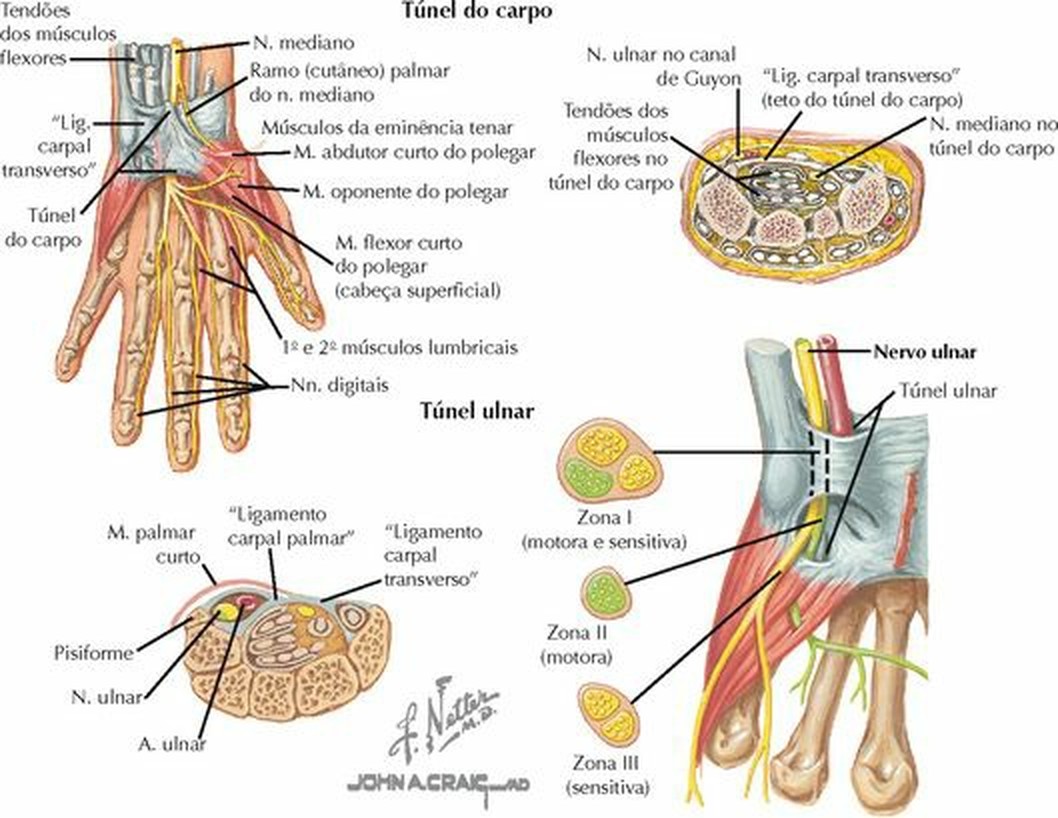 Túnel do carpo
Tendões
dos músculos
flexores
N. mediano
Ramo (cutâneo) palmar
do n. mediano
"Lig.
carpal
transverso"
Músculos da eminência tenar
M. abdutor curto do polegar
M. oponente do polegar
Túnel
do carpo
M. flexor curto
do polegar
(cabeça superficial)
1º e 2º músculos lumbricais
Nn. digitais
N. ulnar no canal
de Guyon
"Lig. carpal transverso"
(teto do túnel do carpo)
Tendões dos
músculos
flexores no
túnel do carpo
N. mediano no
túnel do carpo
Túnel ulnar
Nervo ulnar
Túnel ulnar
Zona I
(motora e sensitiva)
Zona II
(motora)
Zona III
(sensitiva)
M. palmar
curto
"Ligamento
carpal palmar"
"Ligamento
carpal
transverso"
Pisiforme
N. ulnar
A. ulnar
f. Netter
M.D.
JOHN A. CRAIG MD